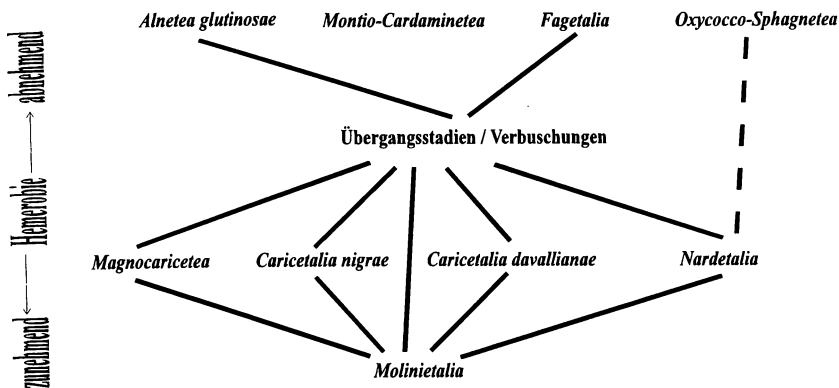 Alnetea glutinosae Montio-Cardaminetea Fagetalia Oxycocco-Sphagnetea
Übergangsstadien / Verbuschungen
Magnocaricetea Caricetalia nigrae Caricetalia davallianae Nardetalia
Molinietalia
zunehmend ← Hemerobie → abnehmend